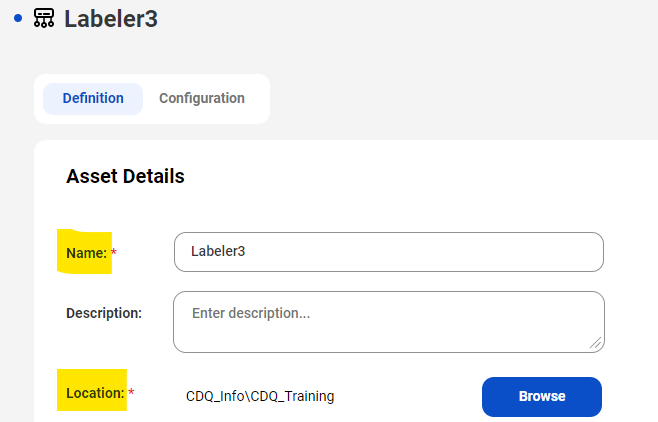 Labeler3
Definition Configuration
Asset Details
Name: * Labeler3
Description: Enter description...
Location: * CDQ_Info\CDQ_Training Browse